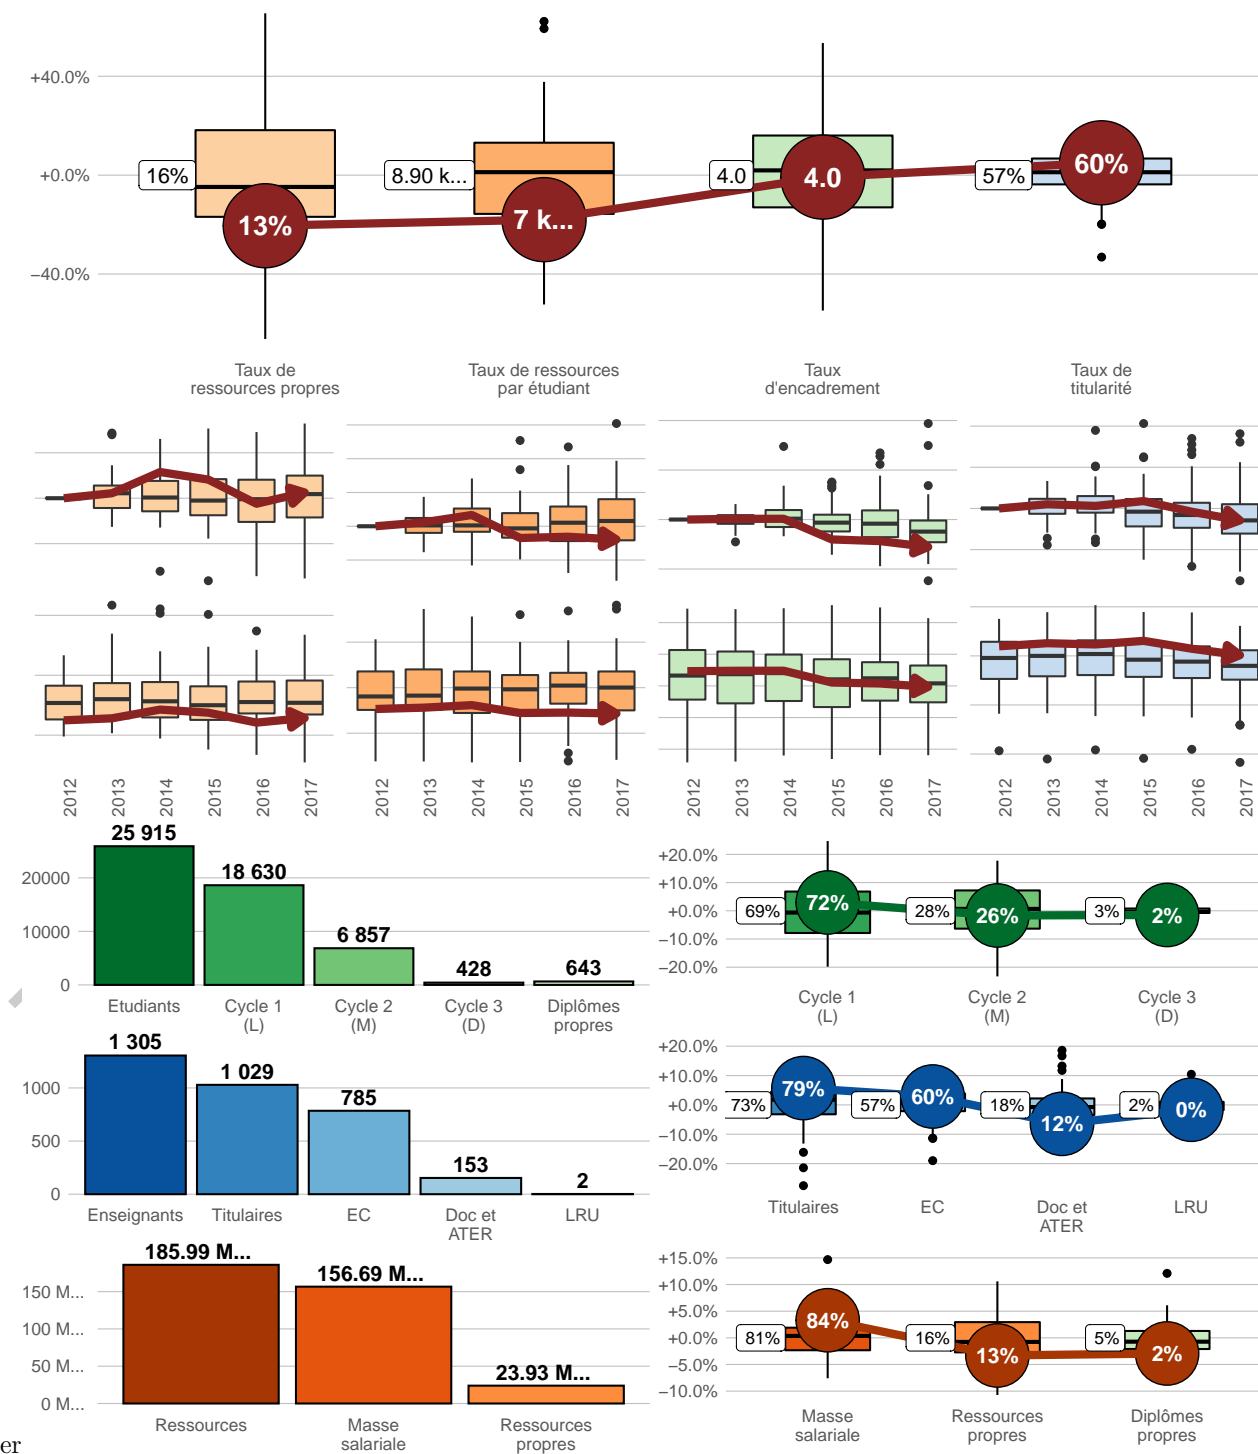 +40.0%
+0.0%
−40.0%
16%
8.90 k...
4.0
57%
13%
7 k...
4.0
60%
Taux de
ressources propres
Taux de ressources
par étudiant
Taux
d'encadrement
Taux de
titularité
2012
2013
2014
2015
2016
2017
2012
2013
2014
2015
2016
2017
2012
2013
2014
2015
2016
2017
2012
2013
2014
2015
2016
2017
20000
10000
0
25 915
18 630
6 857
428
643
Etudiants
Cycle 1
(L)
Cycle 2
(M)
Cycle 3
(D)
Diplômes
propres
+20.0%
+10.0%
+0.0%
−10.0%
−20.0%
69%
72%
28%
26%
3%
2%
Cycle 1
(L)
Cycle 2
(M)
Cycle 3
(D)
1000
500
0
1 305
1 029
785
153
2
Enseignants
Titulaires
EC
Doc et
ATER
LRU
+20.0%
+10.0%
+0.0%
−10.0%
−20.0%
73%
79%
57%
60%
18%
12%
2%
0%
Titulaires
EC
Doc et
ATER
LRU
150 M...
100 M...
50 M...
0 M...
185.99 M...
156.69 M...
23.93 M...
Ressources
Masse
salariale
Ressources
propres
+15.0%
+10.0%
+5.0%
+0.0%
−5.0%
−10.0%
81%
84%
16%
13%
5%
2%
Masse
salariale
Ressources
propres
Diplômes
propres
er